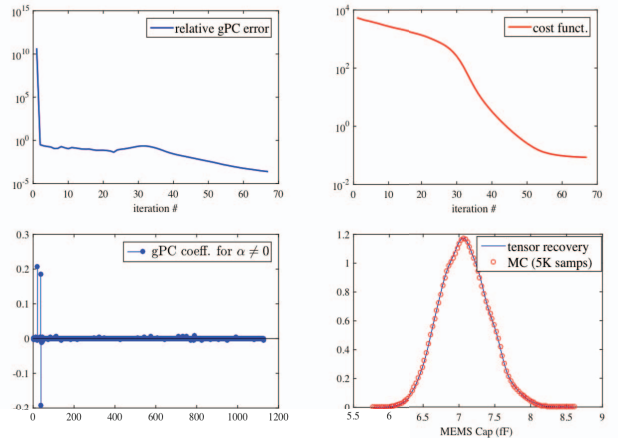 10^15
relative gPC error
10^10
10^5
10^0
10^-5
0 10 20 30 40 50 60 70
iteration #
10^4
cost funct.
10^2
10^0
10^-2
0 10 20 30 40 50 60 70
iteration #
0.3
gPC coeff. for α ≠ 0
0.2
0.1
0
-0.1
-0.2
0 200 400 600 800 1000 1200
1.2
tensor recovery
MC (5K samps)
1
0.8
0.6
0.4
0.2
0
5.5 6 6.5 7 7.5 8 8.5 9
MEMS Cap (fF)